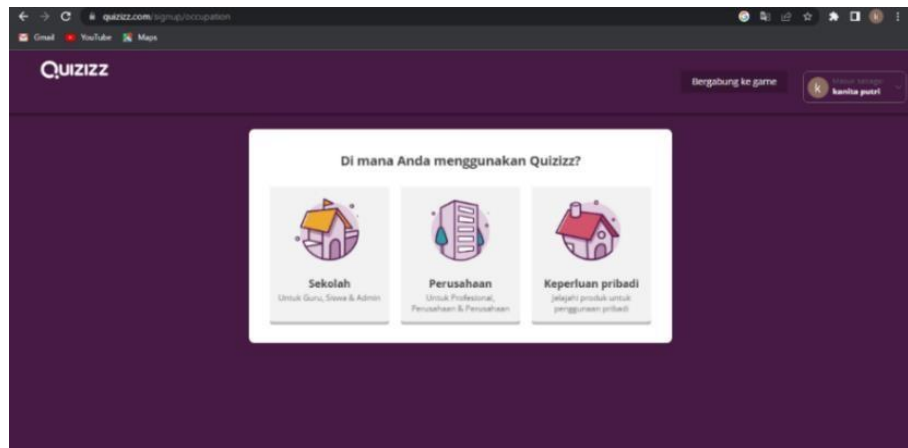 quizizz.com/signup/occupation
Gmail YouTube Maps
QUIZIZZ
Bergabung ke game
k
kanita putri
Di mana Anda menggunakan Quizizz?
Sekolah
Untuk Guru, Siswa & Admin
Perusahaan
Untuk Profesional,
Perusahaan & Perusahaan
Keperluan pribadi
Jelajahi produk untuk
penggunaan pribadi